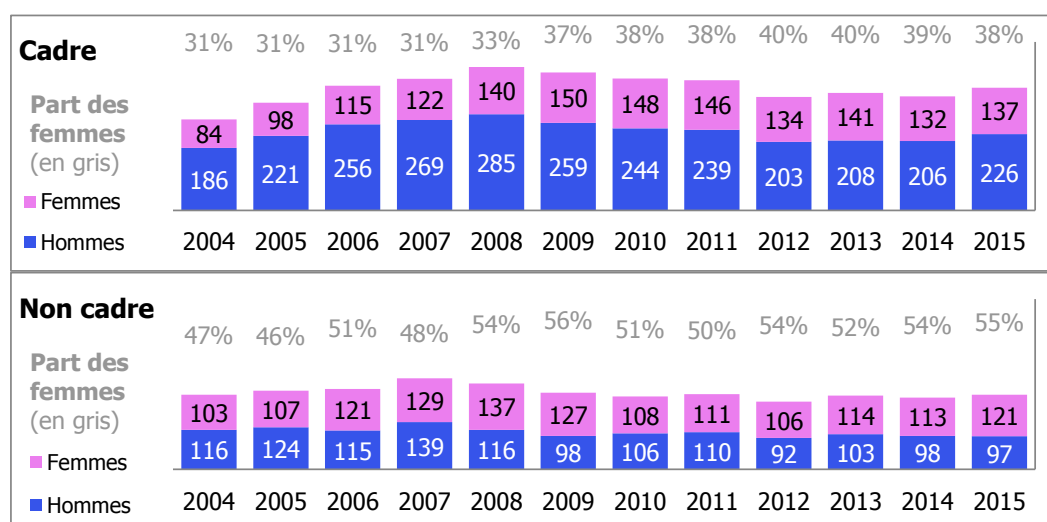 Cadre
31% 31% 31% 31% 33% 37% 38% 38% 40% 40% 39% 38%
Part des
femmes
(en gris)
Femmes
84 98 115 122 140 150 148 146 134 141 132 137
Hommes
186 221 256 269 285 259 244 239 203 208 206 226
2004 2005 2006 2007 2008 2009 2010 2011 2012 2013 2014 2015
Non cadre
47% 46% 51% 48% 54% 56% 51% 50% 54% 52% 54% 55%
Part des
femmes
(en gris)
Femmes
103 107 121 129 137 127 108 111 106 114 113 121
Hommes
116 124 115 139 116 98 106 110 92 103 98 97
2004 2005 2006 2007 2008 2009 2010 2011 2012 2013 2014 2015